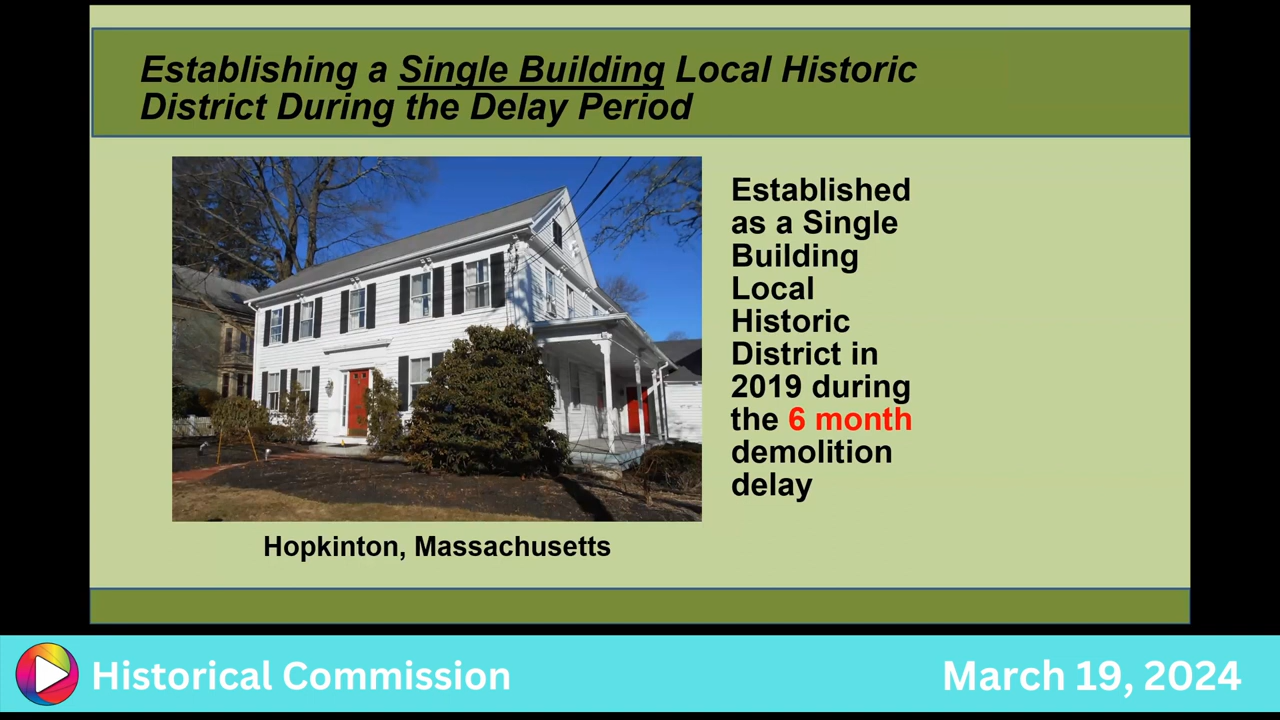 Establishing a Single Building Local Historic
District During the Delay Period
Established
as a Single
Building
Local
Historic
District in
2019 during
the 6 month
demolition
delay
Hopkinton, Massachusetts
Historical Commission
March 19, 2024